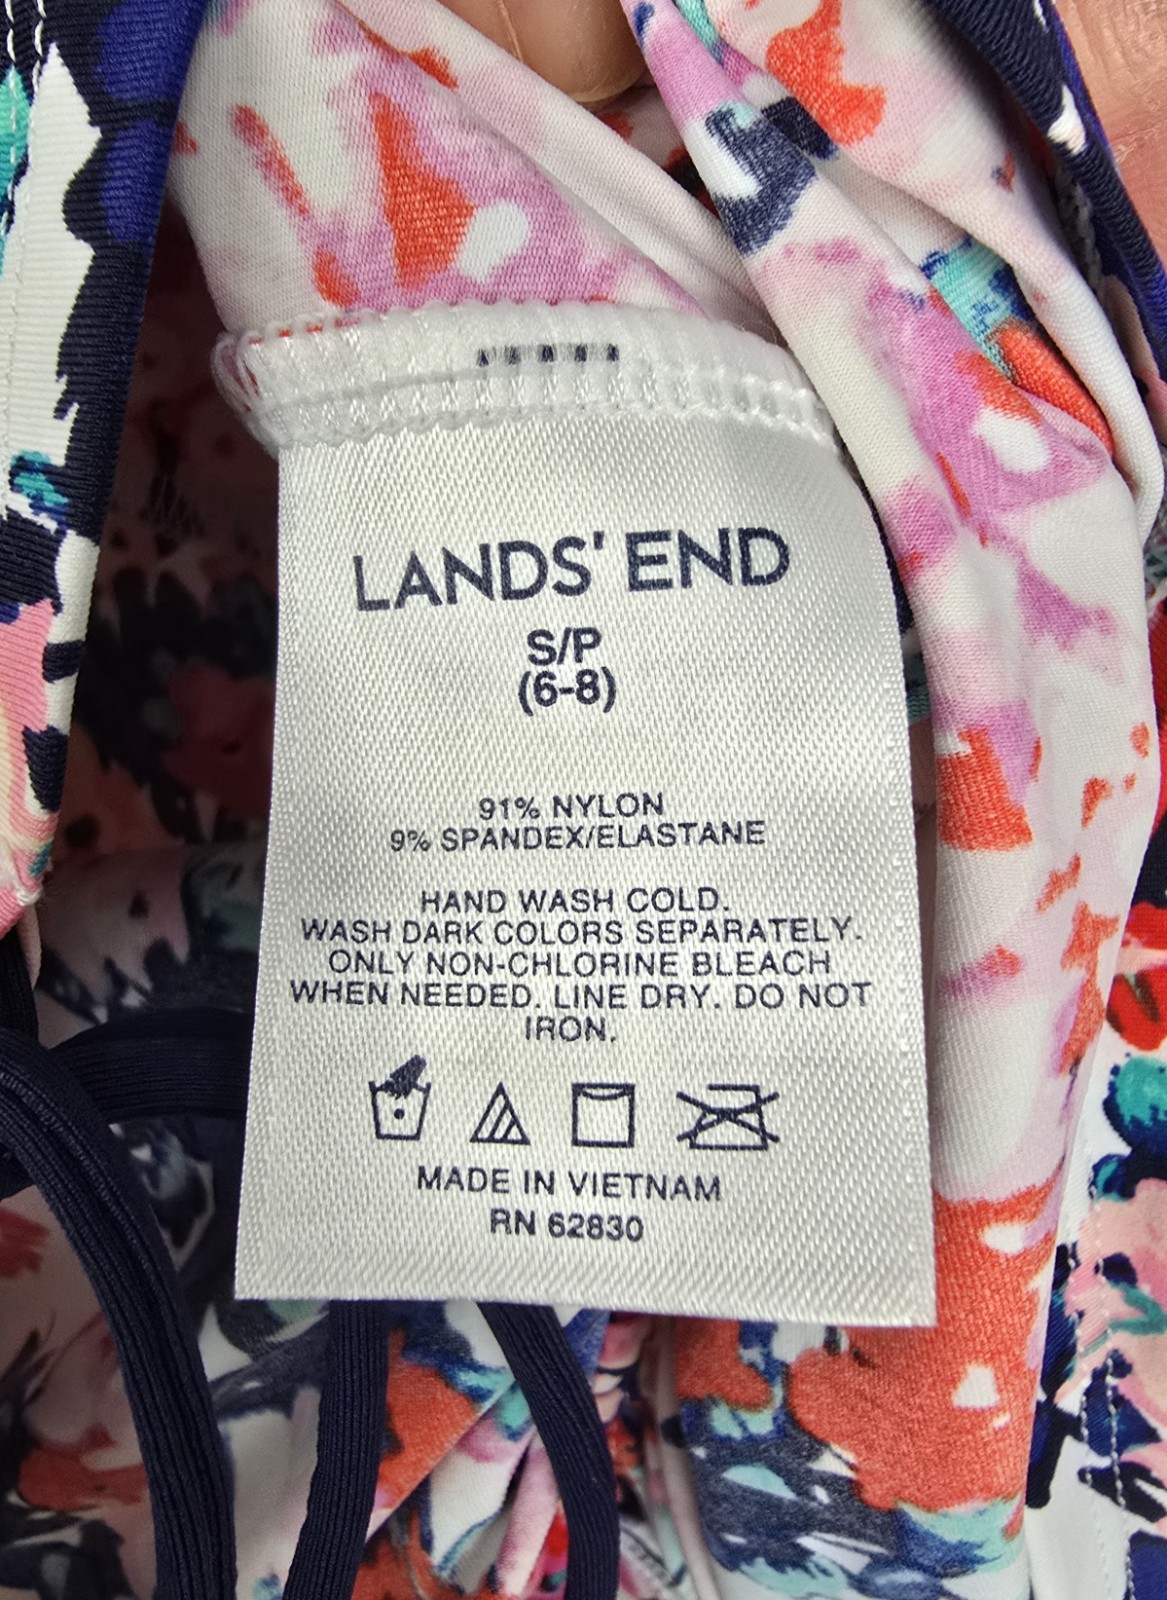 LANDS' END
S/P
(6-8)
91% NYLON
9% SPANDEX/ELASTANE
HAND WASH COLD.
WASH DARK COLORS SEPARATELY.
ONLY NON-CHLORINE BLEACH
WHEN NEEDED. LINE DRY. DO NOT
IRON.
MADE IN VIETNAM
RN 62830